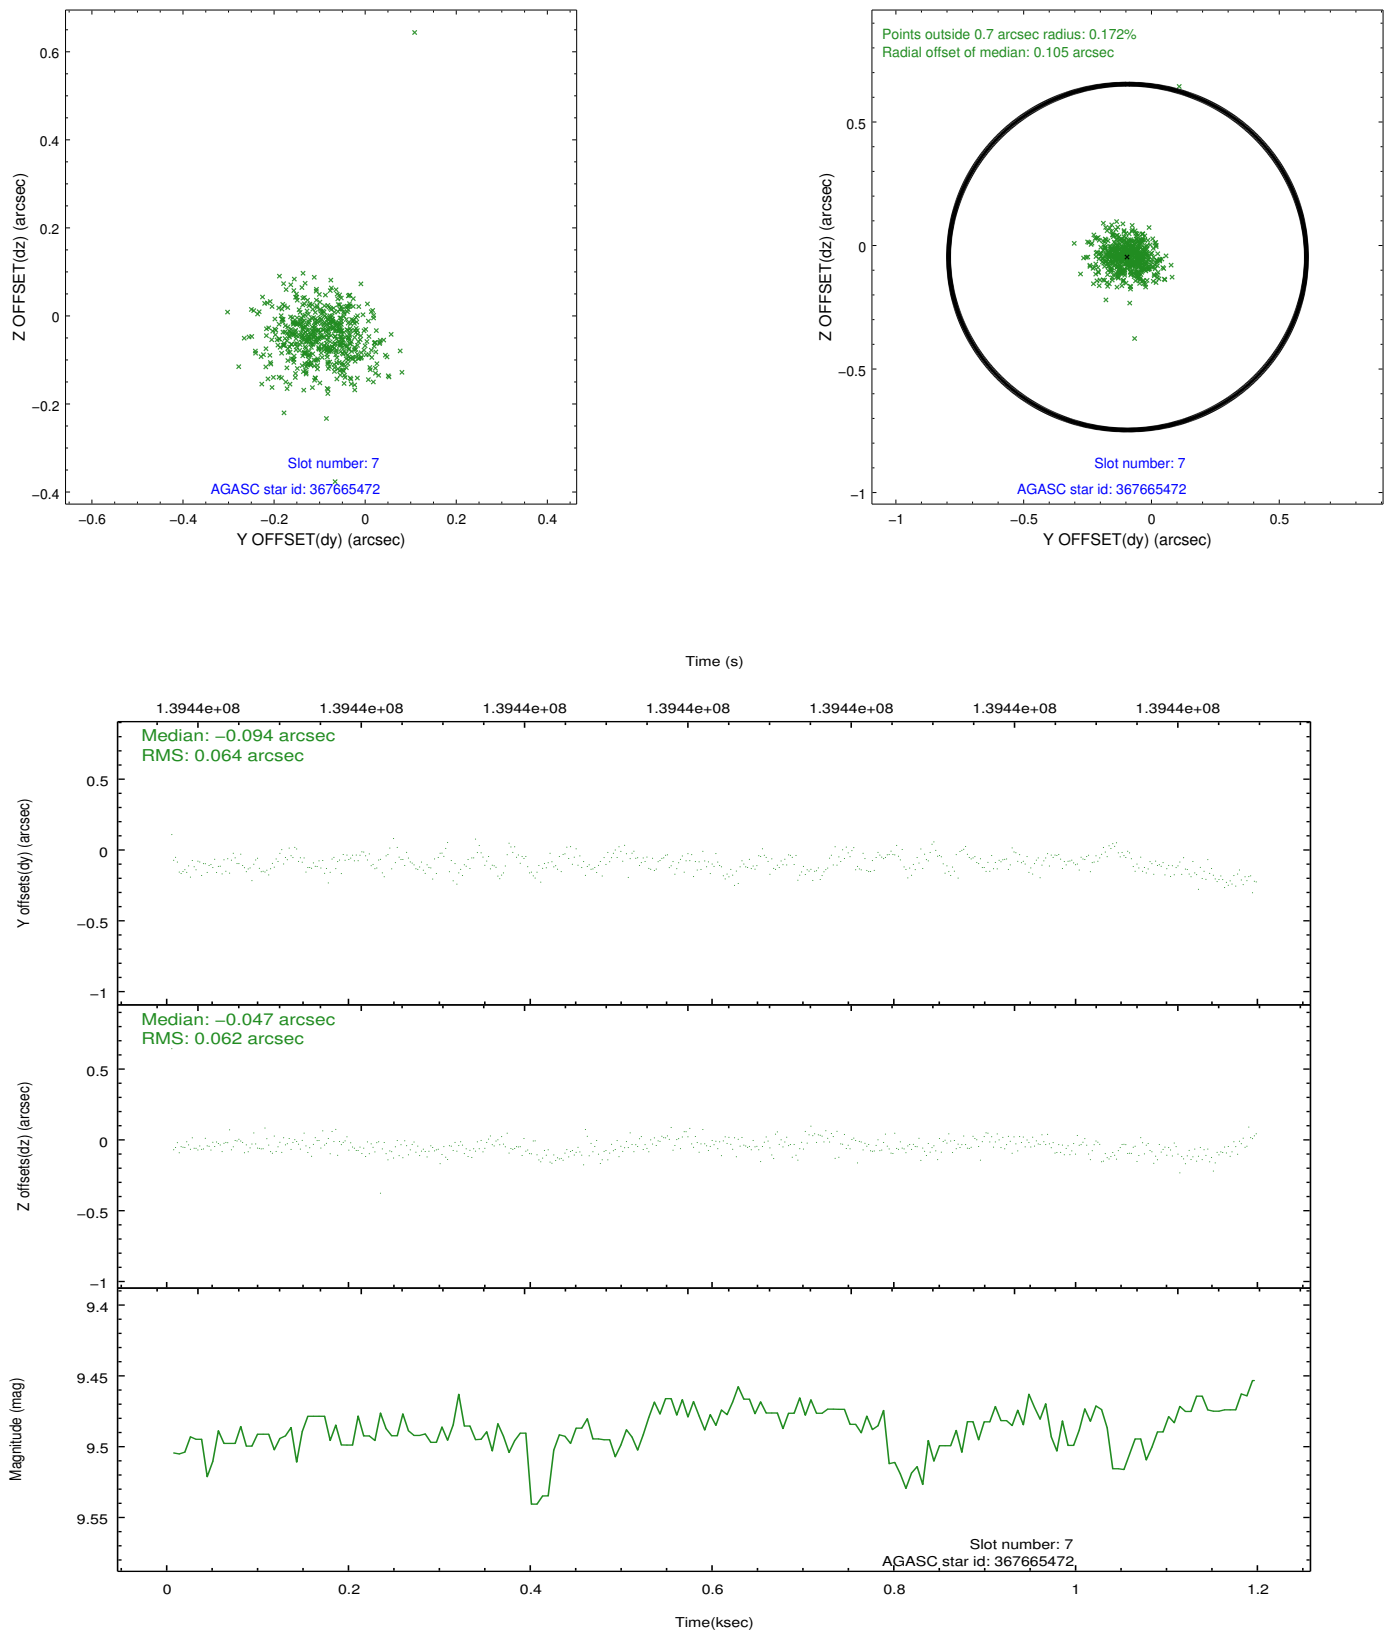 0.6
0.4
0.2
0
−0.2
−0.4
Z OFFSET(dz) (arcsec)
Slot number: 7
AGASC star id: 367665472
−0.6 −0.4 −0.2 0 0.2 0.4
Y OFFSET(dy) (arcsec)
Points outside 0.7 arcsec radius: 0.172%
Radial offset of median: 0.105 arcsec
0.5
0
−0.5
−1
Z OFFSET(dz) (arcsec)
Slot number: 7
AGASC star id: 367665472
−1 −0.5 0 0.5
Y OFFSET(dy) (arcsec)
Time (s)
1.3944e+08 1.3944e+08 1.3944e+08 1.3944e+08 1.3944e+08 1.3944e+08 1.3944e+08
Median: −0.094 arcsec
RMS: 0.064 arcsec
0.5
0
−0.5
−1
Y offsets(dy) (arcsec)
Median: −0.047 arcsec
RMS: 0.062 arcsec
0.5
0
−0.5
−1
Z offsets(dz) (arcsec)
9.4
9.45
9.5
9.55
Magnitude (mag)
Slot number: 7
AGASC star id: 367665472
0 0.2 0.4 0.6 0.8 1 1.2
Time(ksec)